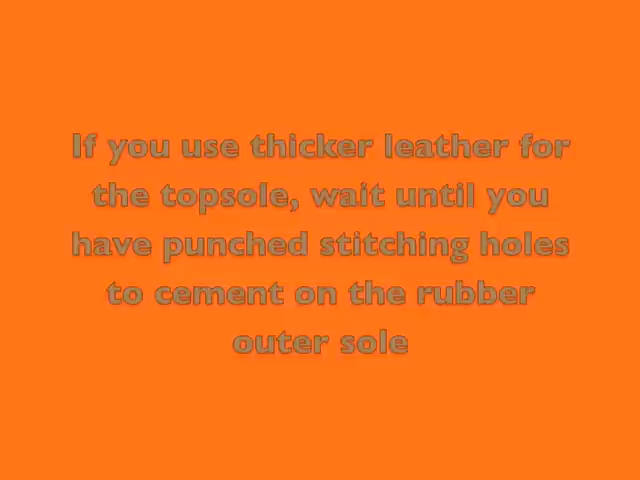 If you use thicker leather for
the topsole, wait until you
have punched stitching holes
to cement on the rubber
outer sole